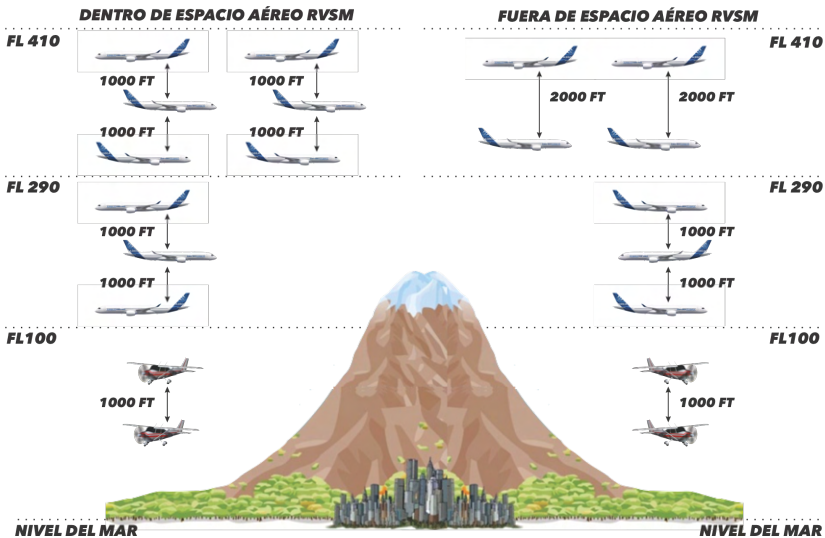 DENTRO DE ESPACIO AÉREO RVSM
FUERA DE ESPACIO AÉREO RVSM
FL 410
FL 410
1000 FT
1000 FT
2000 FT
2000 FT
1000 FT
1000 FT
FL 290
FL 290
1000 FT
1000 FT
1000 FT
1000 FT
FL100
FL100
1000 FT
1000 FT
NIVEL DEL MAR
NIVEL DEL MAR